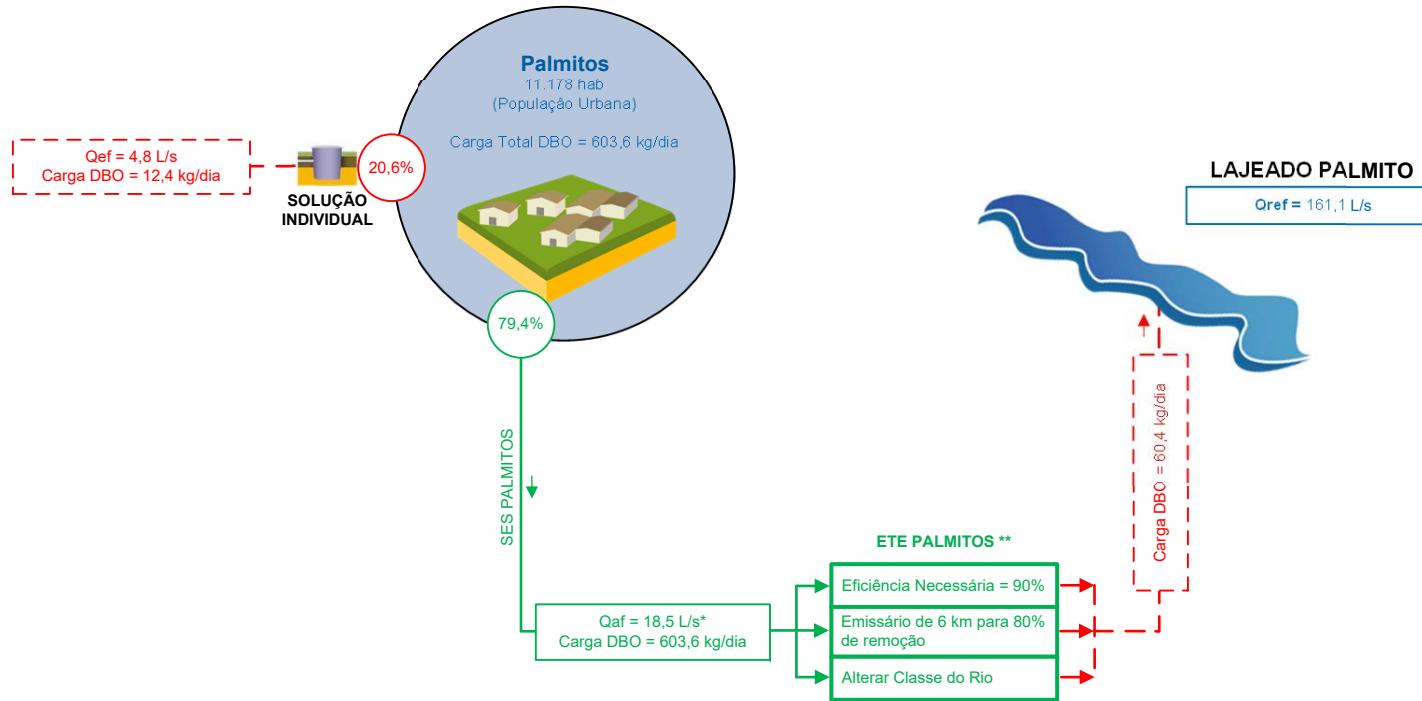 Palmitos
11.178 hab
(População Urbana)
Carga Total DBO = 603,6 kg/dia
Qef = 4,8 L/s
Carga DBO = 12,4 kg/dia
20,6%
SOLUÇÃO
INDIVIDUAL
79,4%
LAJEADO PALMITO
Qref = 161,1 L/s
SES PALMITOS
Carga DBO = 60,4 kg/dia
ETE PALMITOS **
Qaf = 18,5 L/s*
Carga DBO = 603,6 kg/dia
Eficiência Necessária = 90%
Emissário de 6 km para 80%
de remoção
Alterar Classe do Rio